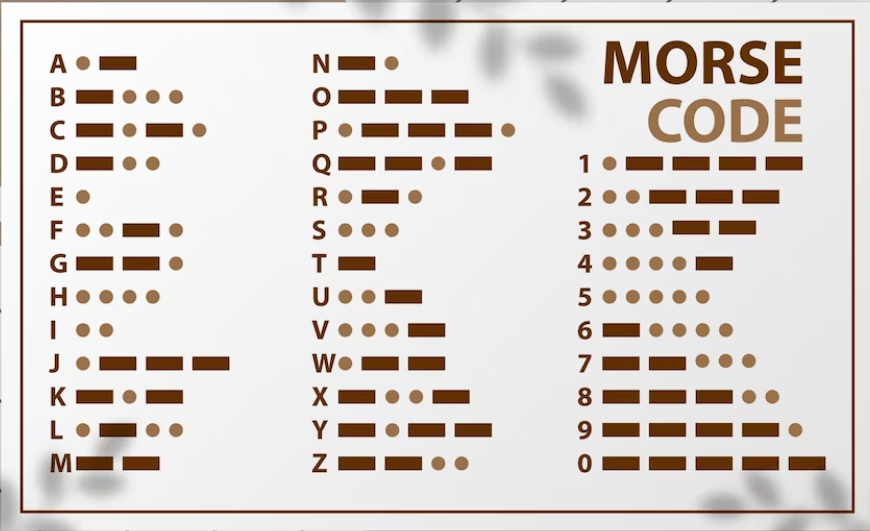 MORSE
CODE
A ● ▬
B ▬ ● ● ●
C ▬ ● ▬ ●
D ▬ ● ●
E ●
F ● ● ▬ ●
G ▬ ▬ ●
H ● ● ● ●
I ● ●
J ● ▬ ▬ ▬
K ▬ ● ▬
L ● ▬ ● ●
M ▬ ▬
N ▬ ●
O ▬ ▬ ▬
P ● ▬ ▬ ▬ ●
Q ▬ ▬ ● ▬
R ● ▬ ●
S ● ● ●
T ▬
U ● ● ▬
V ● ● ● ▬
W ● ▬ ▬
X ▬ ● ● ▬
Y ▬ ● ▬ ▬
Z ▬ ▬ ● ●
1 ● ▬ ▬ ▬ ▬
2 ● ● ▬ ▬ ▬
3 ● ● ● ▬ ▬
4 ● ● ● ● ▬
5 ● ● ● ● ●
6 ▬ ● ● ● ●
7 ▬ ▬ ● ● ●
8 ▬ ▬ ▬ ● ●
9 ▬ ▬ ▬ ▬ ●
0 ▬ ▬ ▬ ▬ ▬